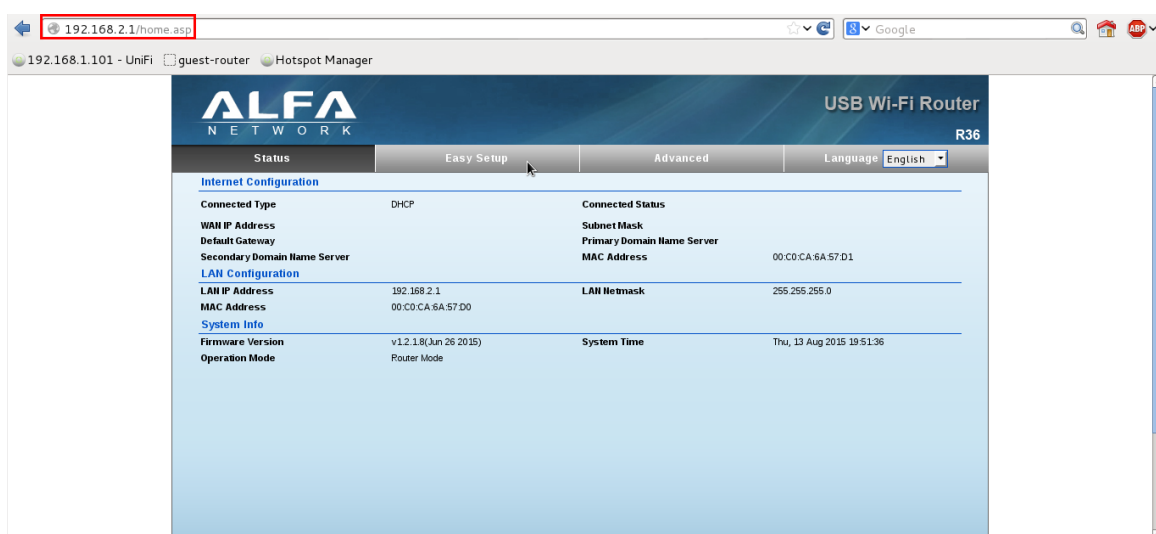 192.168.2.1/home.asp
Google
ABP
192.168.1.101 - UniFi guest-router Hotspot Manager
ALFA
NETWORK
USB Wi-Fi Router
R36
Status Easy Setup Advanced Language English
Internet Configuration
Connected Type DHCP Connected Status
WAN IP Address Subnet Mask
Default Gateway Primary Domain Name Server
Secondary Domain Name Server MAC Address 00:C0:CA:6A:57:D1
LAN Configuration
LAN IP Address 192.168.2.1 LAN Netmask 255.255.255.0
MAC Address 00:C0:CA:6A:57:D0
System Info
Firmware Version v1.2.1.8(Jun 26 2015) System Time Thu, 13 Aug 2015 19:51:36
Operation Mode Router Mode